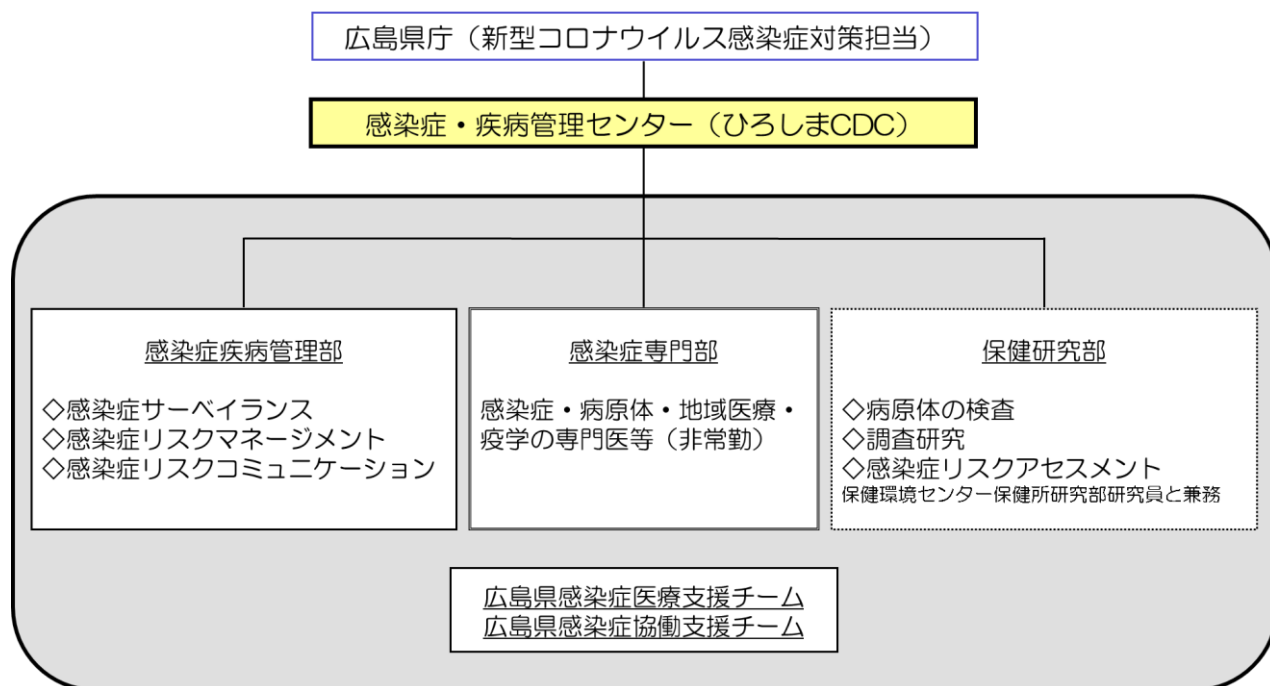 広島県庁（新型コロナウイルス感染症対策担当）
感染症・疾病管理センター（ひろしまCDC）
感染症疾病管理部
◇感染症サーベイランス
◇感染症リスクマネージメント
◇感染症リスクコミュニケーション
感染症専門部
感染症・病原体・地域医療・
疫学の専門医等（非常勤）
保健研究部
◇病原体の検査
◇調査研究
◇感染症リスクアセスメント
保健環境センター保健所研究部研究員と兼務
広島県感染症医療支援チーム
広島県感染症協働支援チーム